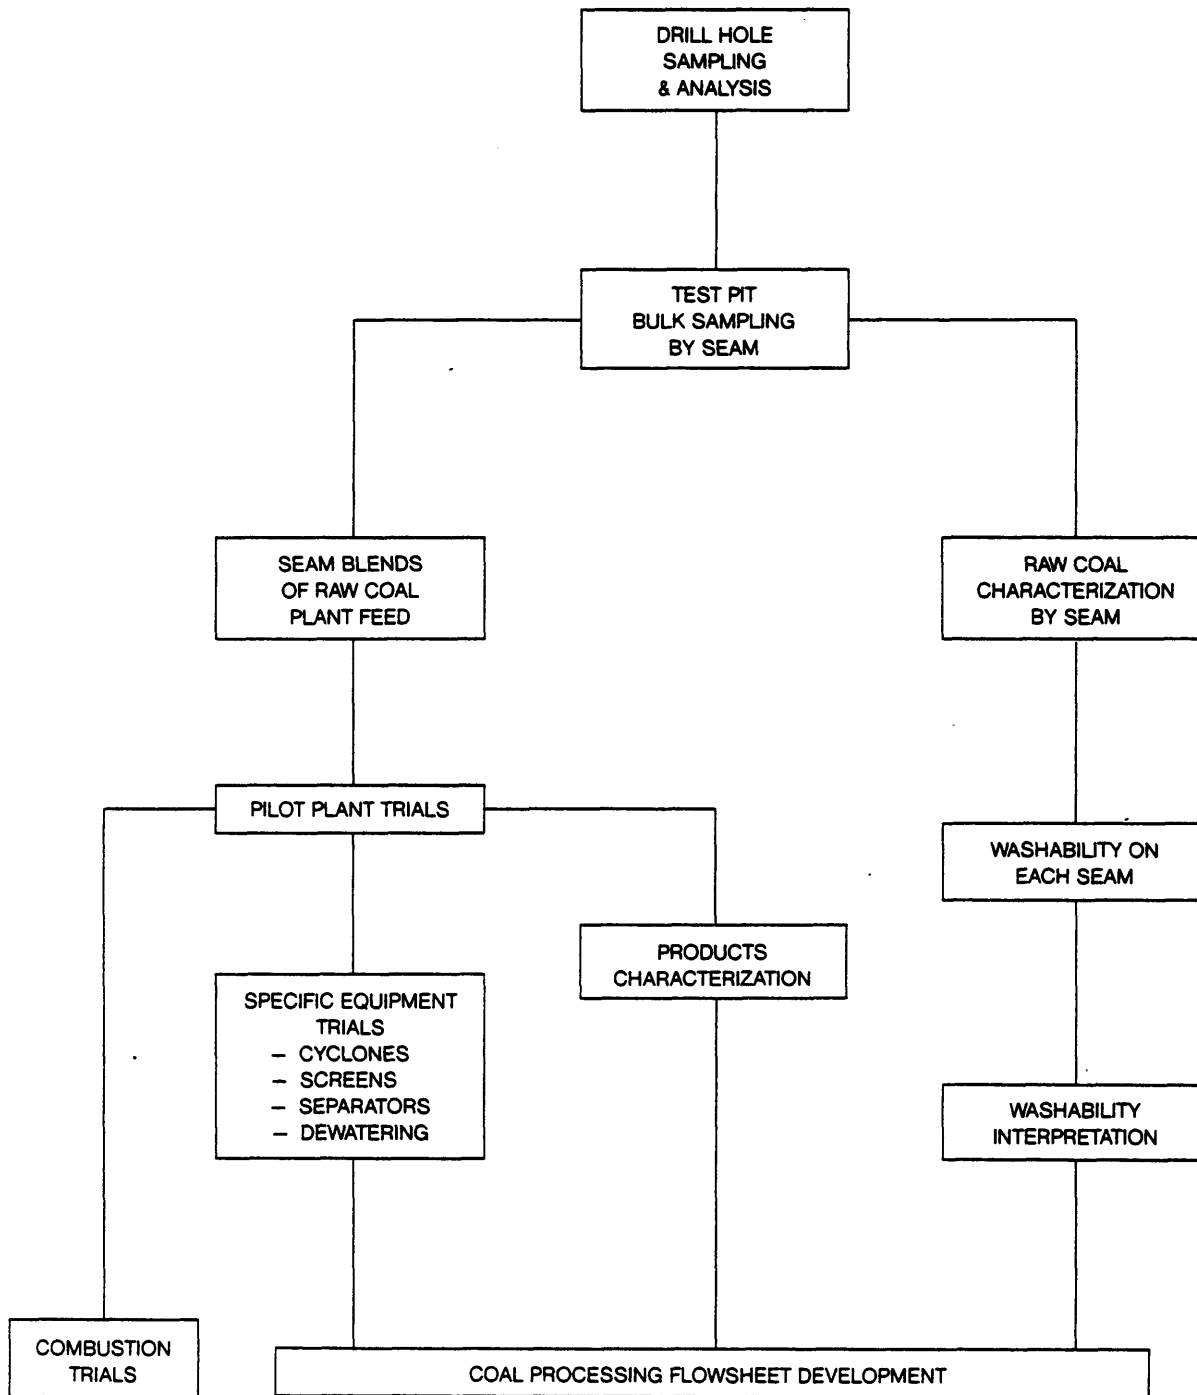 DRILL HOLE
SAMPLING
& ANALYSIS
TEST PIT
BULK SAMPLING
BY SEAM
SEAM BLENDS
OF RAW COAL
PLANT FEED
RAW COAL
CHARACTERIZATION
BY SEAM
PILOT PLANT TRIALS
WASHABILITY ON
EACH SEAM
PRODUCTS
CHARACTERIZATION
SPECIFIC EQUIPMENT
TRIALS
– CYCLONES
– SCREENS
– SEPARATORS
– DEWATERING
WASHABILITY
INTERPRETATION
COMBUSTION
TRIALS
COAL PROCESSING FLOWSHEET DEVELOPMENT